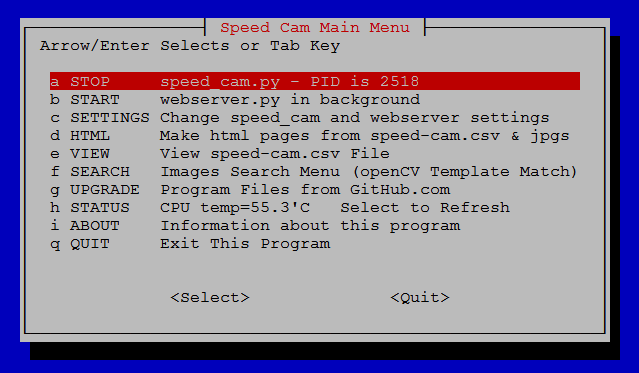 Speed Cam Main Menu
Arrow/Enter Selects or Tab Key
a STOP speed_cam.py - PID is 2518
b START webserver.py in background
c SETTINGS Change speed_cam and webserver settings
d HTML Make html pages from speed-cam.csv & jpgs
e VIEW View speed-cam.csv File
f SEARCH Images Search Menu (openCV Template Match)
g UPGRADE Program Files from GitHub.com
h STATUS CPU temp=55.3'C Select to Refresh
i ABOUT Information about this program
q QUIT Exit This Program
<Select> <Quit>